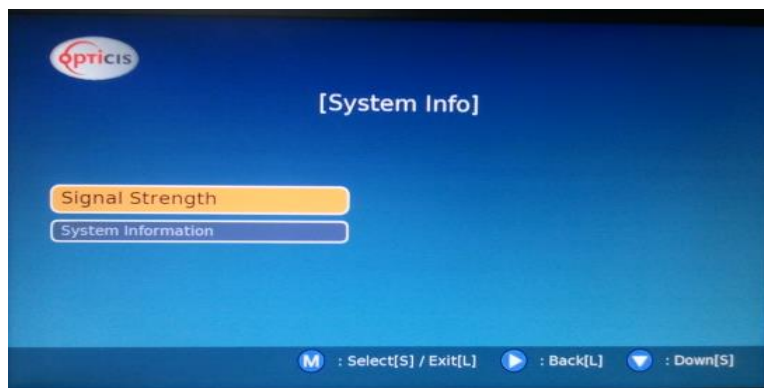 OPTICIS
[System Info]
Signal Strength
System Information
M : Select[S] / Exit[L] : Back[L] : Down[S]